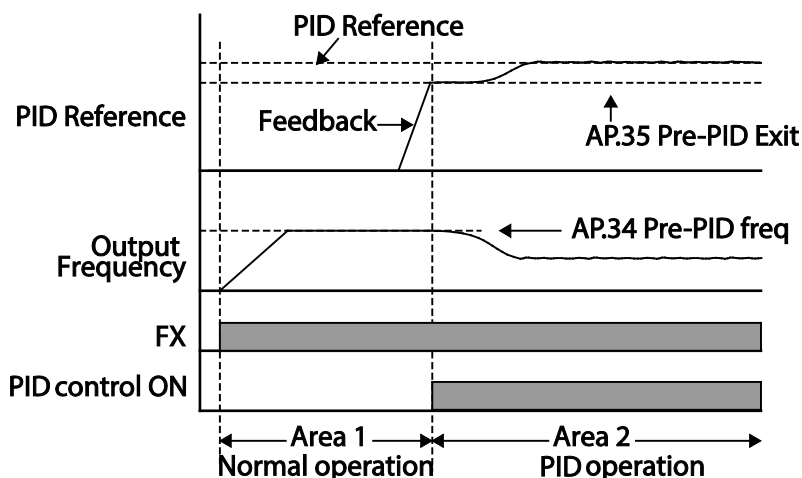 PID Reference
PID Reference
Feedback
AP.35 Pre-PID Exit
AP.34 Pre-PID freq
Output
Frequency
FX
PID control ON
Area 1
Area 2
Normal operation
PID operation